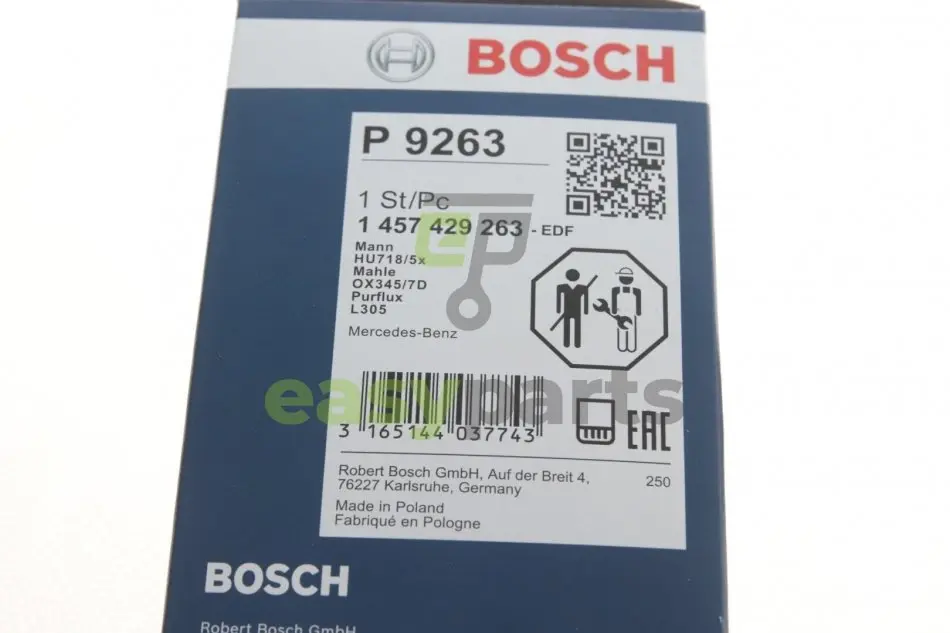 BOSCH
P 9263
1 St/Pc
1 457 429 263 - EDF
Mann
HU718/5x
Mahle
OX345/7D
Purflux
L305
Mercedes-Benz
easyparts
3 165144 037743
EAC
Robert Bosch GmbH, Auf der Breit 4,
76227 Karlsruhe, Germany
250
Made in Poland
Fabriqué en Pologne
BOSCH
Robert Bosch GmbH